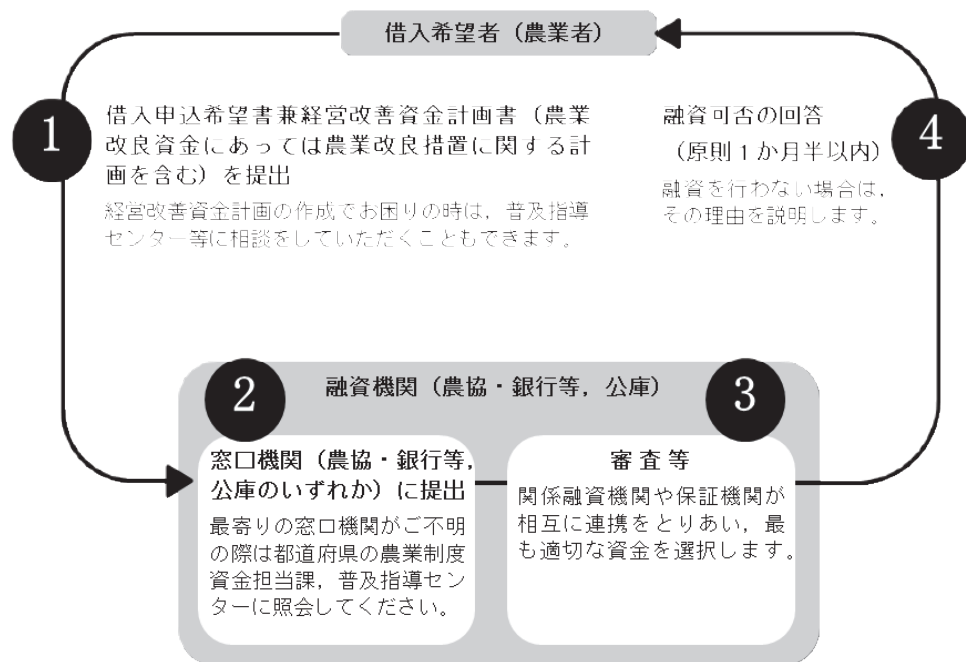 借入希望者（農業者）
1
借入申込希望書兼経営改善資金計画書（農業
改良資金にあっては農業改良措置に関する計
画を含む）を提出
経営改善資金計画の作成でお困りの時は，普及指導
センター等に相談をしていただくこともできます。
4
融資可否の回答
（原則１か月半以内）
融資を行わない場合は，
その理由を説明します。
融資機関（農協・銀行等，公庫）
2
窓口機関（農協・銀行等，
公庫のいずれか）に提出
最寄りの窓口機関がご不明
の際は都道府県の農業制度
資金担当課，普及指導セン
ターに照会してください。
3
審査等
関係融資機関や保証機関が
相互に連携をとりあい，最
も適切な資金を選択します。